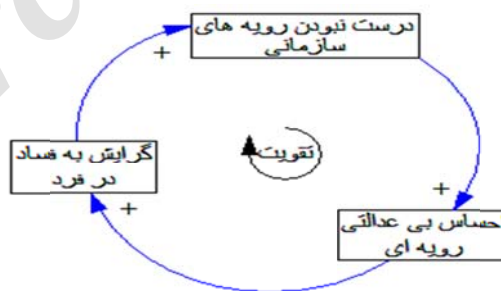 درست نبودن رویه های
سازمانی
+
تقویت
گرایش به فساد
در فرد
+
+
حساس بی عدالتی
رویه ای